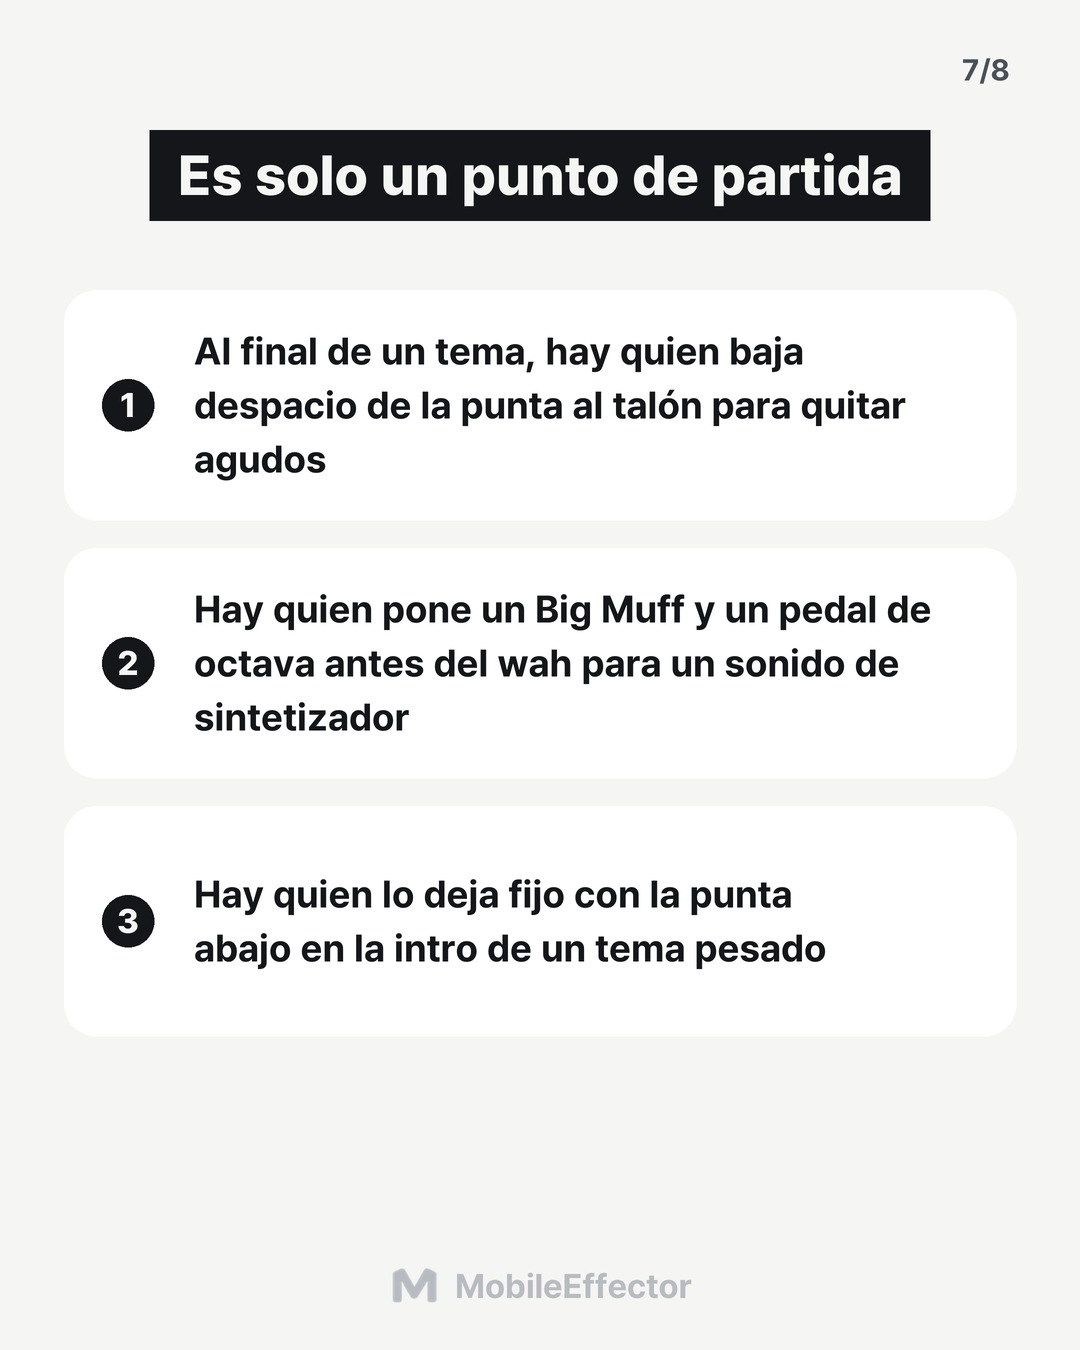 7/8
Es solo un punto de partida
1
Al final de un tema, hay quien baja
despacio de la punta al talón para quitar
agudos
2
Hay quien pone un Big Muff y un pedal de
octava antes del wah para un sonido de
sintetizador
3
Hay quien lo deja fijo con la punta
abajo en la intro de un tema pesado
MobileEffector